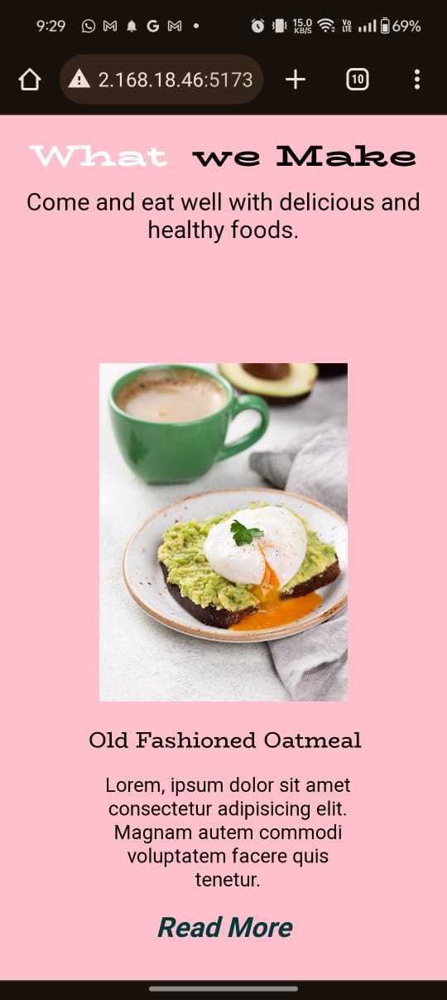 9:29
15.0
KB/S
Vo
LTE
69%
2.168.18.46:5173
10
What we Make
Come and eat well with delicious and
healthy foods.
Old Fashioned Oatmeal
Lorem, ipsum dolor sit amet
consectetur adipisicing elit.
Magnam autem commodi
voluptatem facere quis
tenetur.
Read More